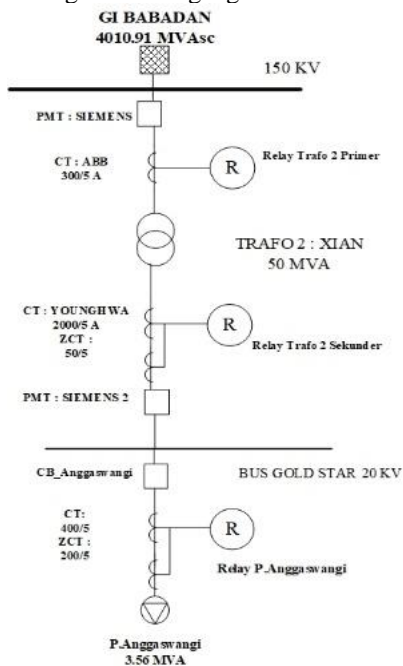 GI BABADAN
4010.91 MVAsc
150 KV
PMT : SIEMENS
CT : ABB
300/5 A
R
Relay Trafo 2 Primer
TRAFO 2 : XIAN
50 MVA
CT : YOUNGHWA
2000/5 A
ZCT :
50/5
R
Relay Trafo 2 Sekunder
PMT : SIEMENS 2
CB_Anggaswangi
BUS GOLD STAR 20 KV
CT:
400/5
ZCT :
200/5
R
Relay P.Anggaswangi
P.Anggaswangi
3.56 MVA